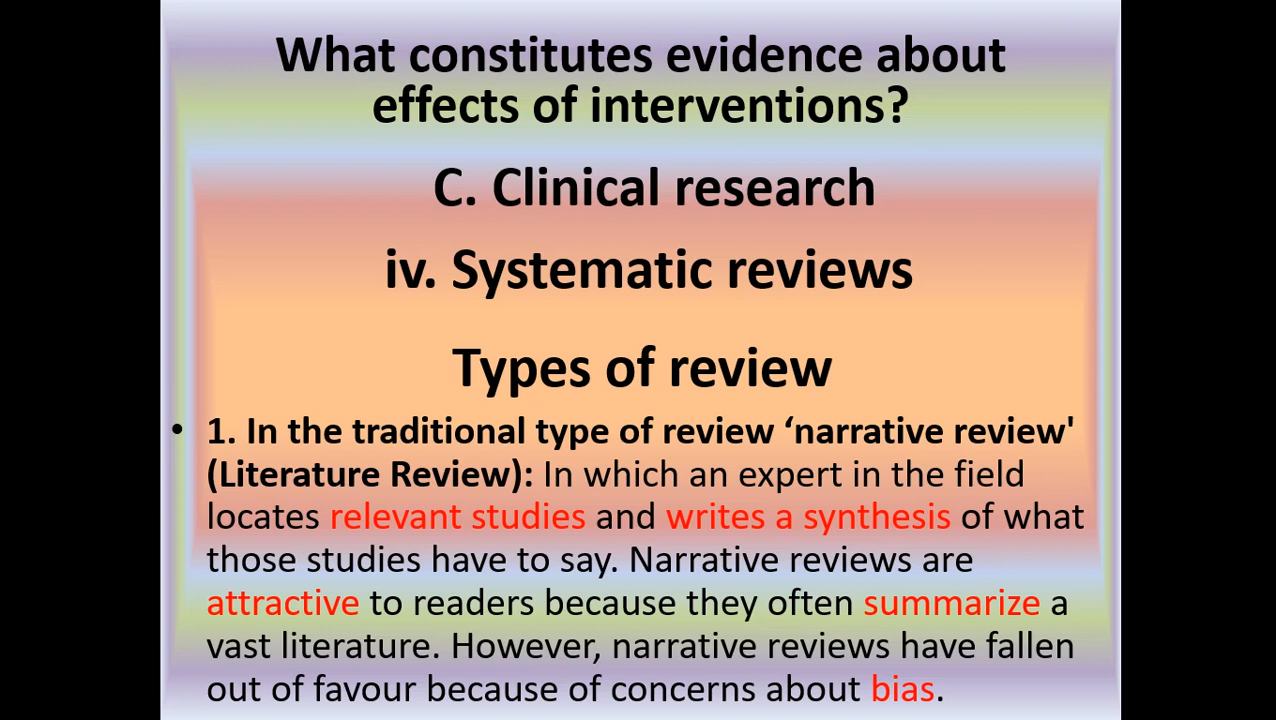 What constitutes evidence about
effects of interventions?
C. Clinical research
iv. Systematic reviews
Types of review
• 1. In the traditional type of review ‘narrative review'
(Literature Review): In which an expert in the field
locates relevant studies and writes a synthesis of what
those studies have to say. Narrative reviews are
attractive to readers because they often summarize a
vast literature. However, narrative reviews have fallen
out of favour because of concerns about bias.